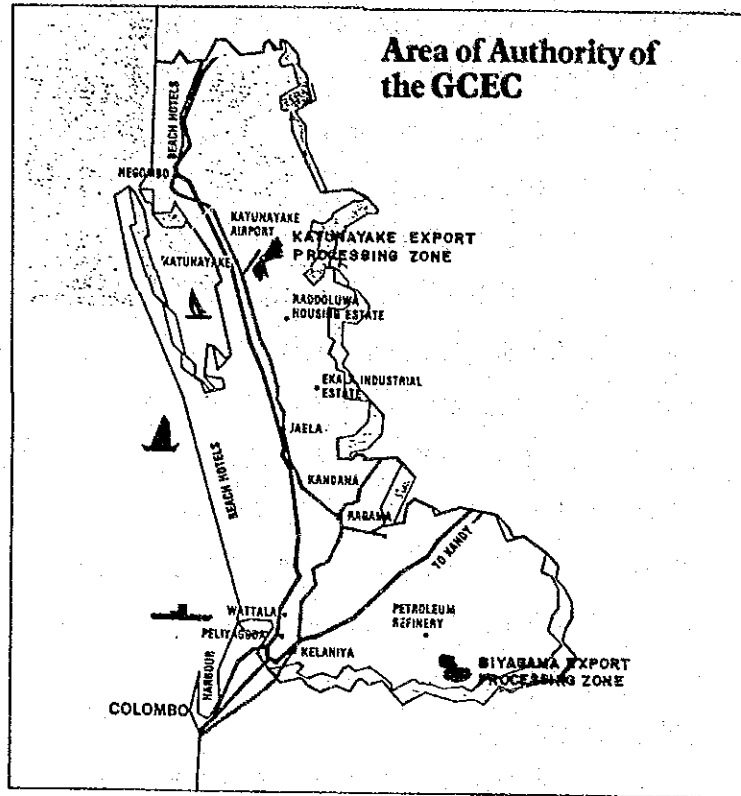 Area of Authority of
the GCEC
BEACH HOTELS
NEGOMBO
KATUNAYAKE
AIRPORT
KATUNAYAKE EXPORT
PROCESSING ZONE
KATUNAYAKE
RADDOLUWA
HOUSING ESTATE
EKALA INDUSTRIAL
ESTATE
JAELA
BEACH HOTELS
KANDANA
RAGAMA
TO KANDY
WATTALA
PETROLEUM
REFINERY
PELIYAGODA
KELANIYA
BIYAGAMA EXPORT
PROCESSING ZONE
HARBOUR
COLOMBO